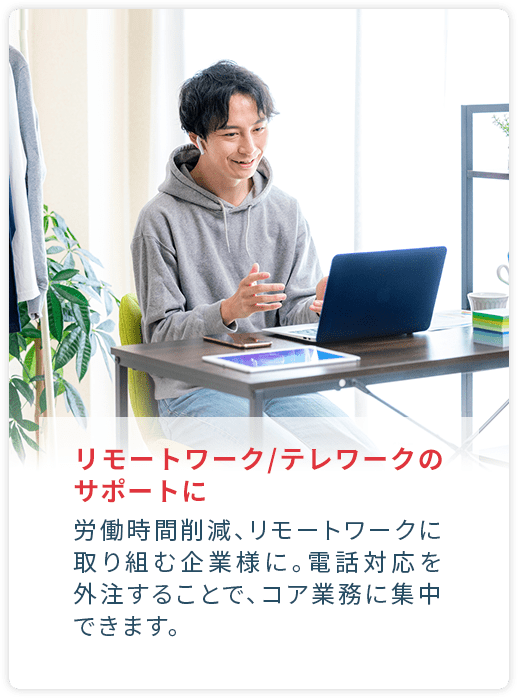 リモートワーク/テレワークの
サポートに
労働時間削減、リモートワークに
取り組む企業様に。電話対応を
外注することで、コア業務に集中
できます。